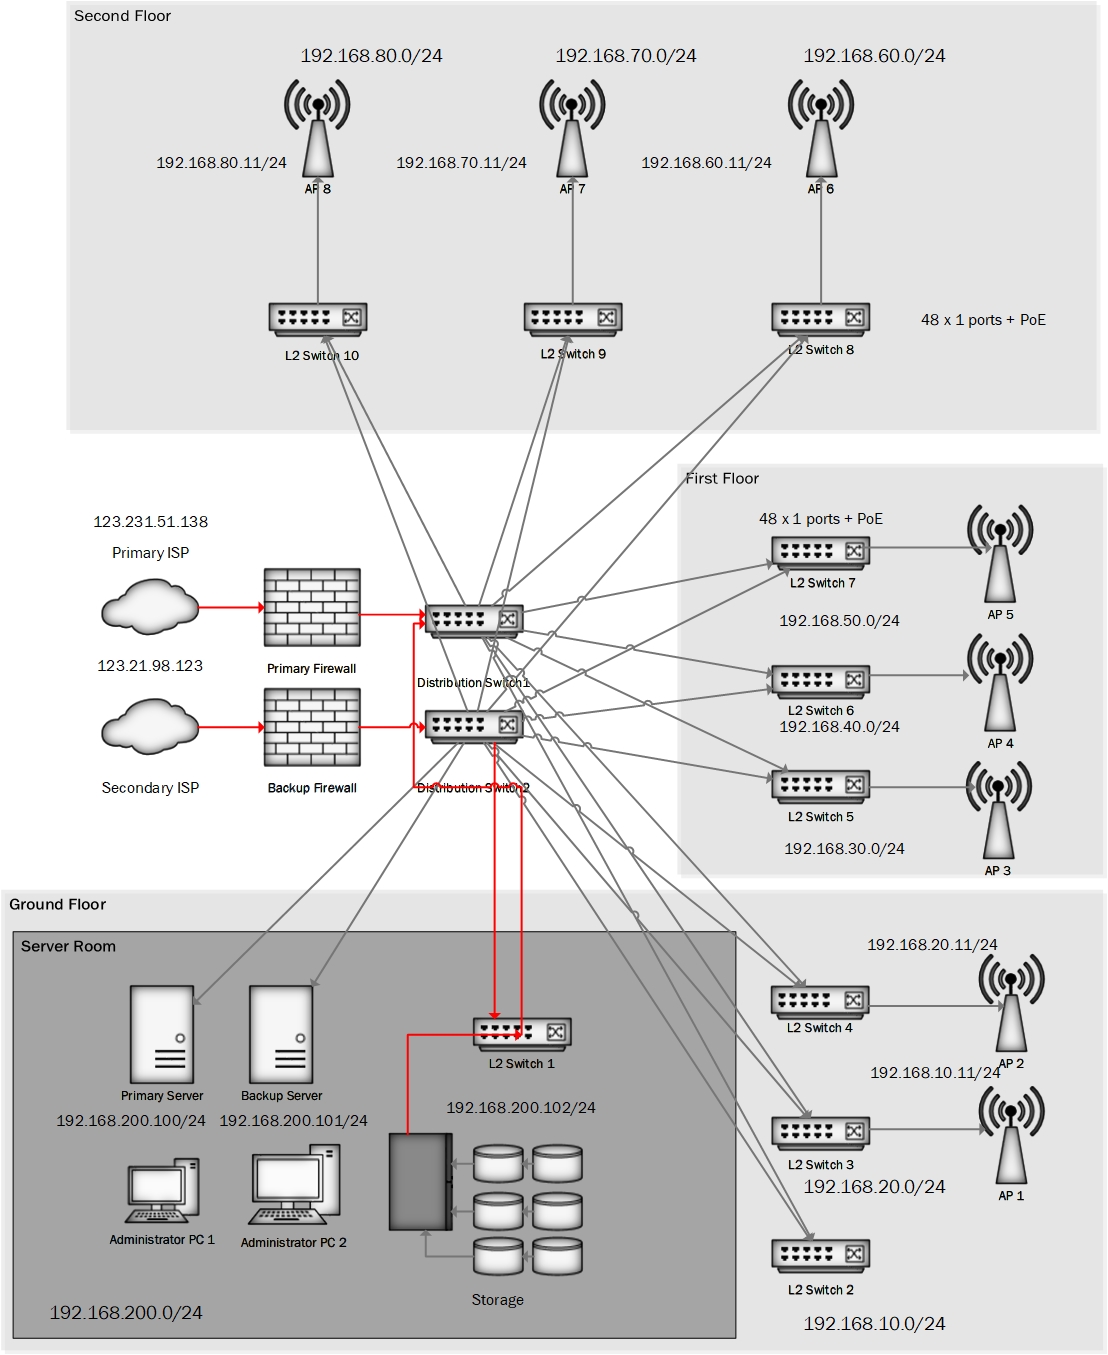 Second Floor
192.168.80.0/24
192.168.70.0/24
192.168.60.0/24
192.168.80.11/24
192.168.70.11/24
192.168.60.11/24
AP 8
AP 7
AP 6
48 x 1 ports + PoE
L2 Switch 10
L2 Switch 9
L2 Switch 8
First Floor
48 x 1 ports + PoE
L2 Switch 7
AP 5
192.168.50.0/24
L2 Switch 6
192.168.40.0/24
AP 4
L2 Switch 5
192.168.30.0/24
AP 3
123.231.51.138
Primary ISP
123.21.98.123
Primary Firewall
Distribution Switch1
Secondary ISP
Backup Firewall
Distribution Switch2
Ground Floor
Server Room
Primary Server
Backup Server
192.168.200.100/24
192.168.200.101/24
L2 Switch 1
192.168.200.102/24
Administrator PC 1
Administrator PC 2
Storage
192.168.200.0/24
192.168.20.11/24
L2 Switch 4
AP 2
192.168.10.11/24
L2 Switch 3
192.168.20.0/24
AP 1
L2 Switch 2
192.168.10.0/24